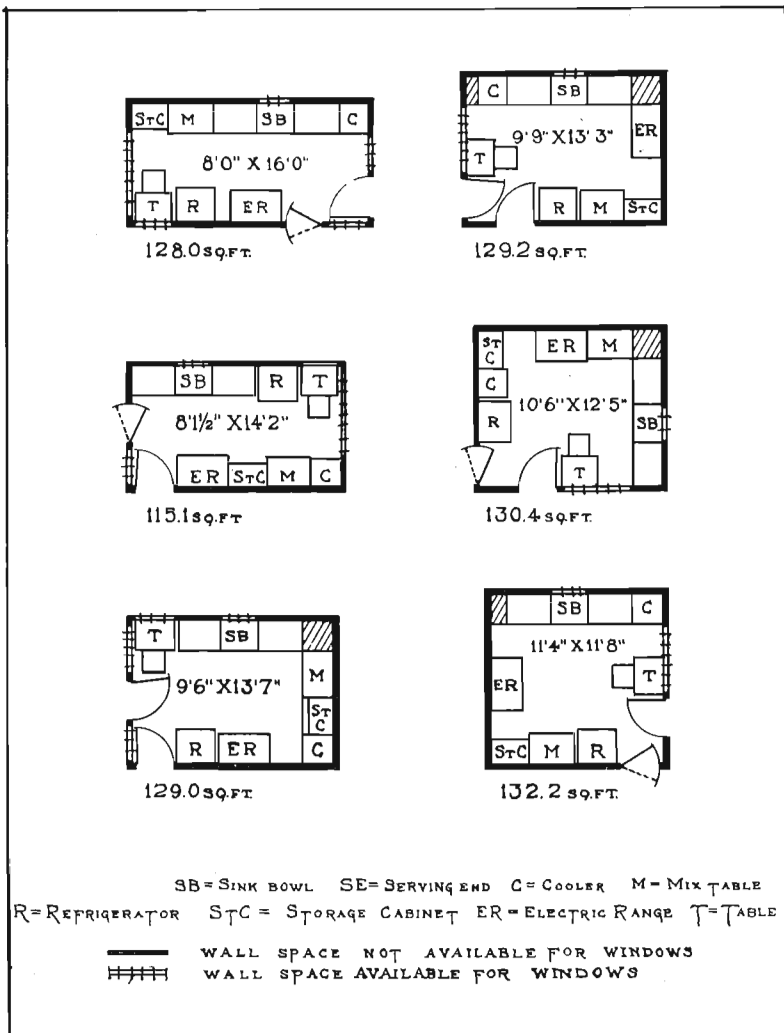 StC M SB C
8'0" X 16'0"
T R ER
128.0 SQ.FT.
C SB
ER
9'9" X 13'3"
T
R M StC
129.2 SQ.FT.
SB R T
8'1½" X 14'2"
ER StC M C
115.1 SQ.FT
StC ER M
C
10'6" X 12'5"
R
SB
T
130.4 SQ.FT.
T SB
M
9'6" X 13'7"
StC
R ER C
129.0 SQ.FT.
SB C
11'4" X 11'8"
T
ER
StC M R
132.2 SQ.FT.
SB = SINK BOWL SE = SERVING END C = COOLER M = MIX TABLE
R = REFRIGERATOR StC = STORAGE CABINET ER = ELECTRIC RANGE T = TABLE
WALL SPACE NOT AVAILABLE FOR WINDOWS
WALL SPACE AVAILABLE FOR WINDOWS